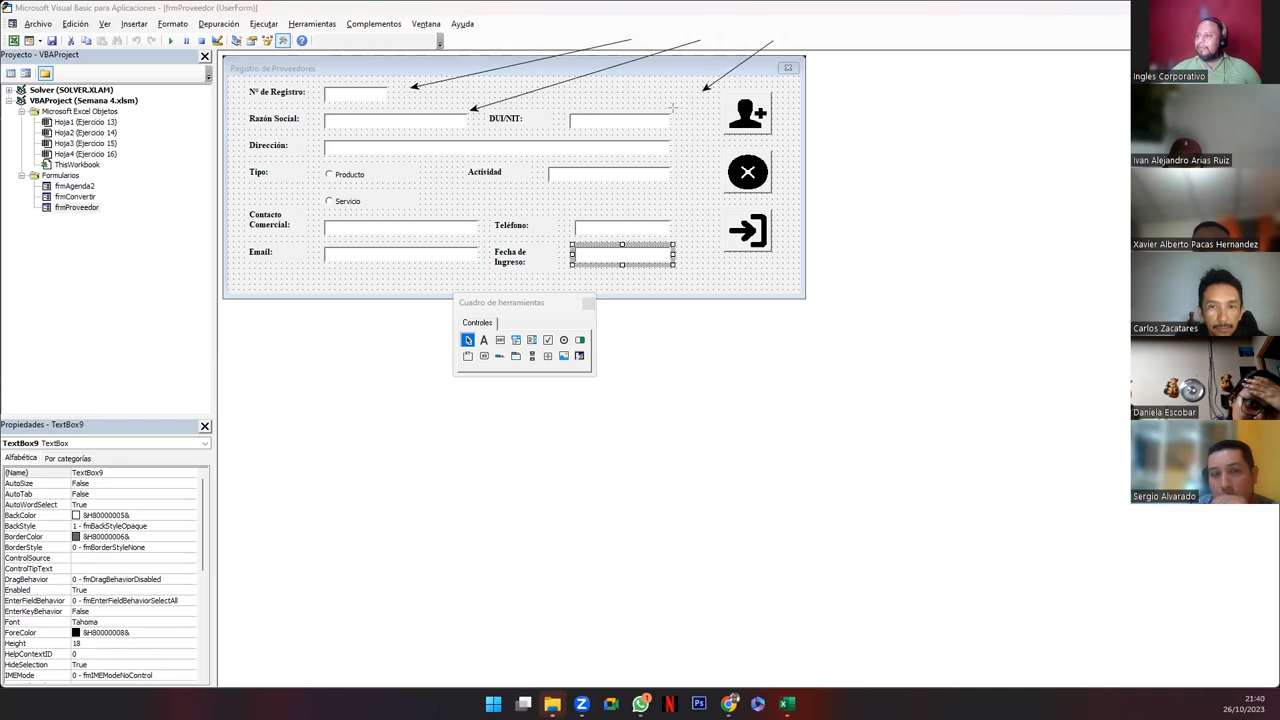 Microsoft Visual Basic para Aplicaciones - [frmProveedor (UserForm)]
Archivo Edición Ver Insertar Formato Depuración Ejecutar Herramientas Complementos Ventana Ayuda
Proyecto - VBAProject
Solver (SOLVER.XLAM)
VBAProject (Semana 4.xlsm)
Microsoft Excel Objetos
Hoja1 (Ejercicio 13)
Hoja2 (Ejercicio 14)
Hoja3 (Ejercicio 15)
Hoja4 (Ejercicio 16)
ThisWorkbook
Formularios
frmAgenda2
frmConvertir
frmProveedor
Propiedades - TextBox9
TextBox9 TextBox
Alfabética Por categorías
(Name) TextBox9
AutoSize False
AutoTab False
AutoWordSelect True
BackColor &H80000005&
BackStyle 1 - fmBackStyleOpaque
BorderColor &H80000006&
BorderStyle 0 - fmBorderStyleNone
ControlSource
ControlTipText
DragBehavior 0 - fmDragBehaviorDisabled
Enabled True
EnterFieldBehavior 0 - fmEnterFieldBehaviorSelectAll
EnterKeyBehavior False
Font Tahoma
ForeColor &H80000008&
Height 18
HelpContextID 0
HideSelection True
IMEMode 0 - fmIMEModeNoControl
Registro de Proveedores
N° de Registro:
Razón Social: DUI/NIT:
Dirección:
Tipo: Producto Actividad
Servicio
Contacto
Comercial: Teléfono:
Email: Fecha de
Ingreso:
Cuadro de herramientas
Controles
Ingles Corporativo
Ivan Alejandro Arias Ruiz
Xavier Alberto Pacas Hernandez
Carlos Zacatares
Daniela Escobar
Sergio Alvarado
21:40
26/10/2023